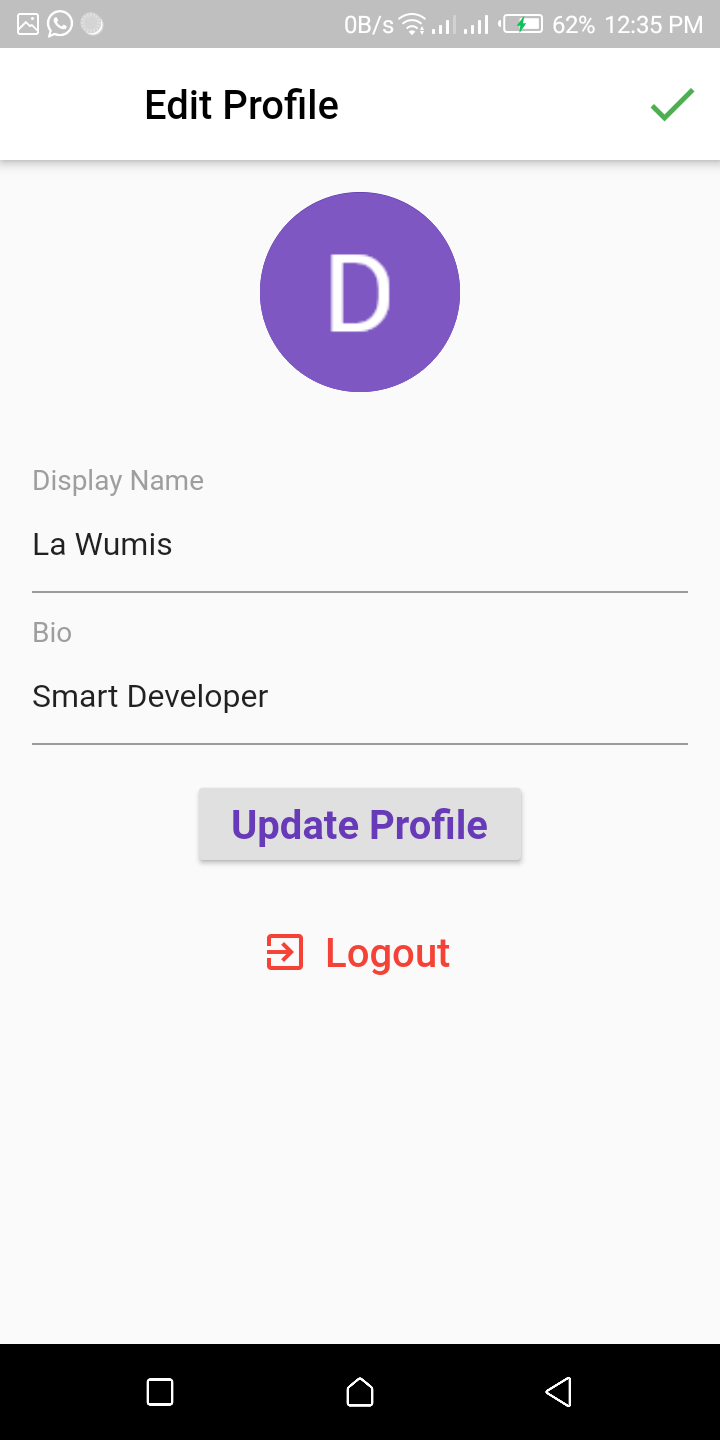 0B/s 62% 12:35 PM
Edit Profile
D
Display Name
La Wumis
Bio
Smart Developer
Update Profile
Logout